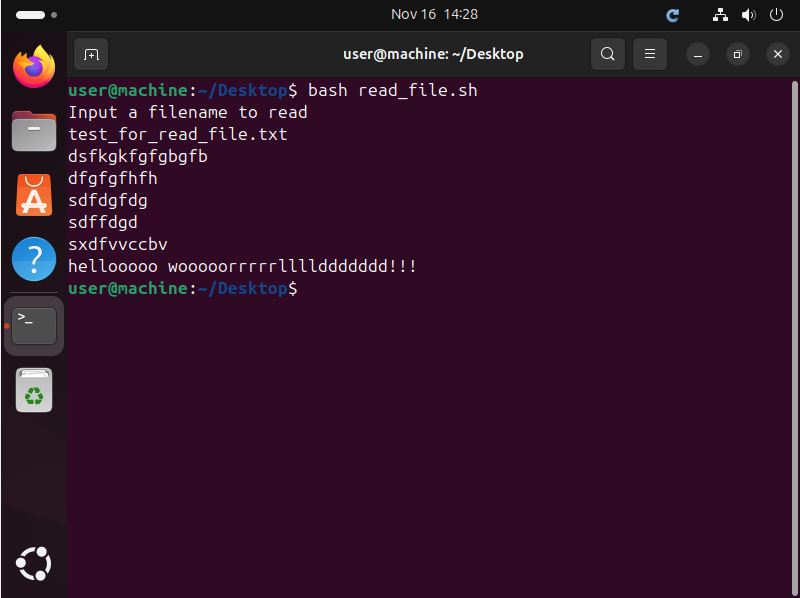 Nov 16 14:28
user@machine: ~/Desktop
user@machine:~/Desktop$ bash read_file.sh
Input a filename to read
test_for_read_file.txt
dsfkgkfgfgbgfb
dfgfgfhfh
sdfdgfdg
sdffdgd
sxdfvvccbv
hellooooo wooooorrrrrllllddddddd!!!
user@machine:~/Desktop$